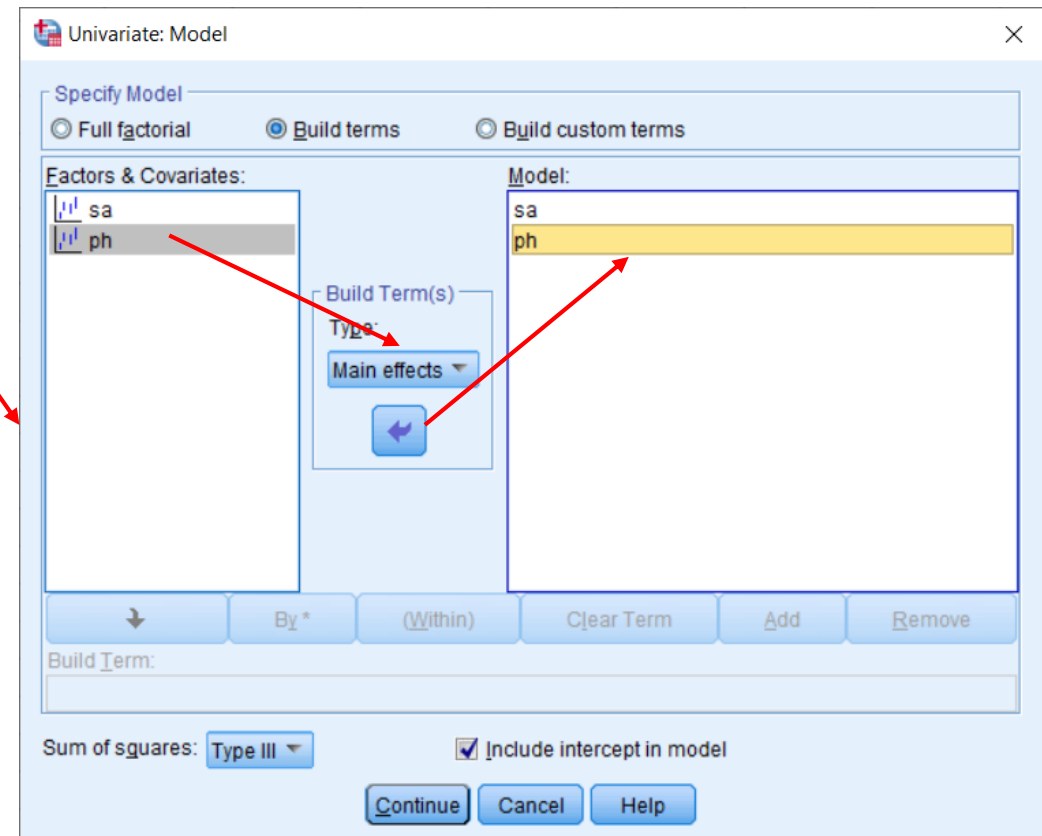 Univariate: Model
Specify Model
Full factorial Build terms Build custom terms
Factors & Covariates: Model:
sa sa
ph ph
Build Term(s)
Type:
Main effects
By * (Within) Clear Term Add Remove
Build Term:
Sum of squares: Type III Include intercept in model
Continue Cancel Help